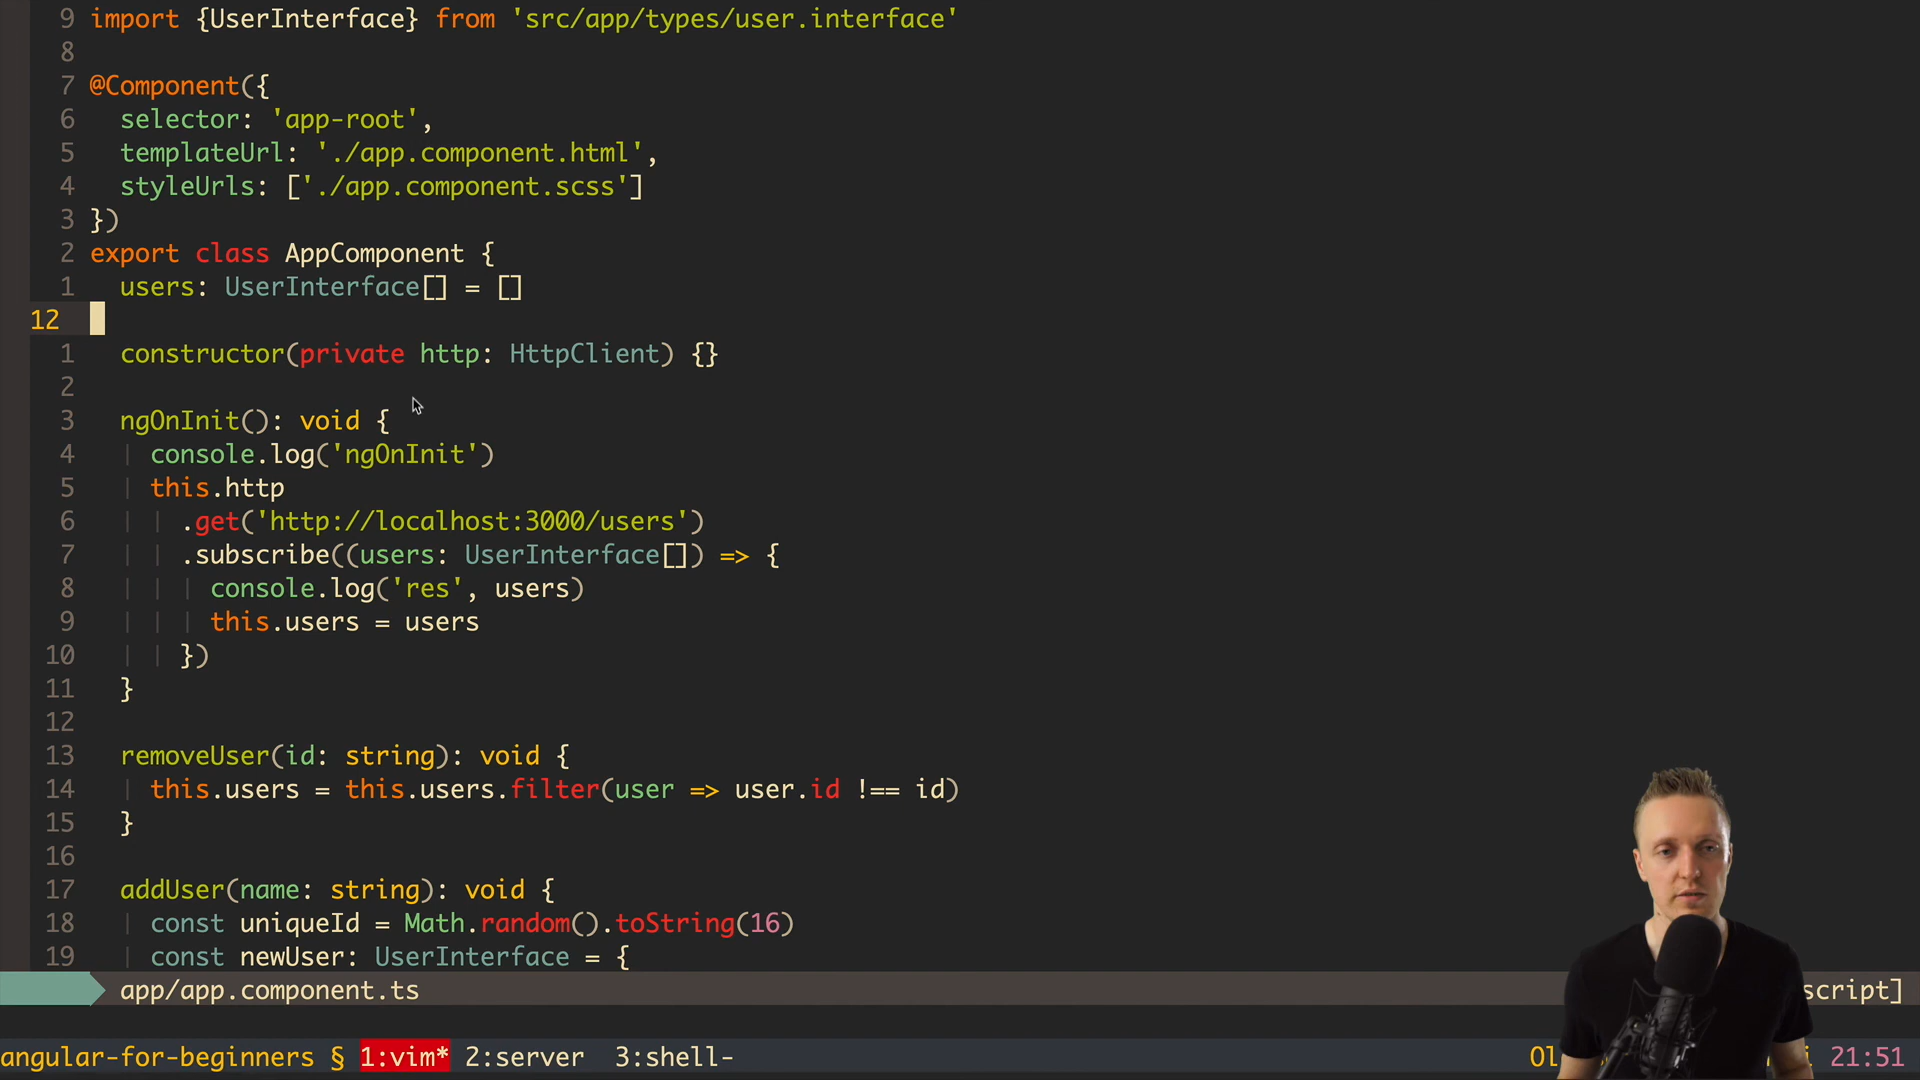 9 import {UserInterface} from 'src/app/types/user.interface'
8
7 @Component({
6 selector: 'app-root',
5 templateUrl: './app.component.html',
4 styleUrls: ['./app.component.scss']
3 })
2 export class AppComponent {
1 users: UserInterface[] = []
12
1 constructor(private http: HttpClient) {}
2
3 ngOnInit(): void {
4 console.log('ngOnInit')
5 this.http
6 .get('http://localhost:3000/users')
7 .subscribe((users: UserInterface[]) => {
8 console.log('res', users)
9 this.users = users
10 })
11 }
12
13 removeUser(id: string): void {
14 this.users = this.users.filter(user => user.id !== id)
15 }
16
17 addUser(name: string): void {
18 const uniqueId = Math.random().toString(16)
19 const newUser: UserInterface = {
app/app.component.ts script]
angular-for-beginners § 1:vim* 2:server 3:shell- Ol i 21:51